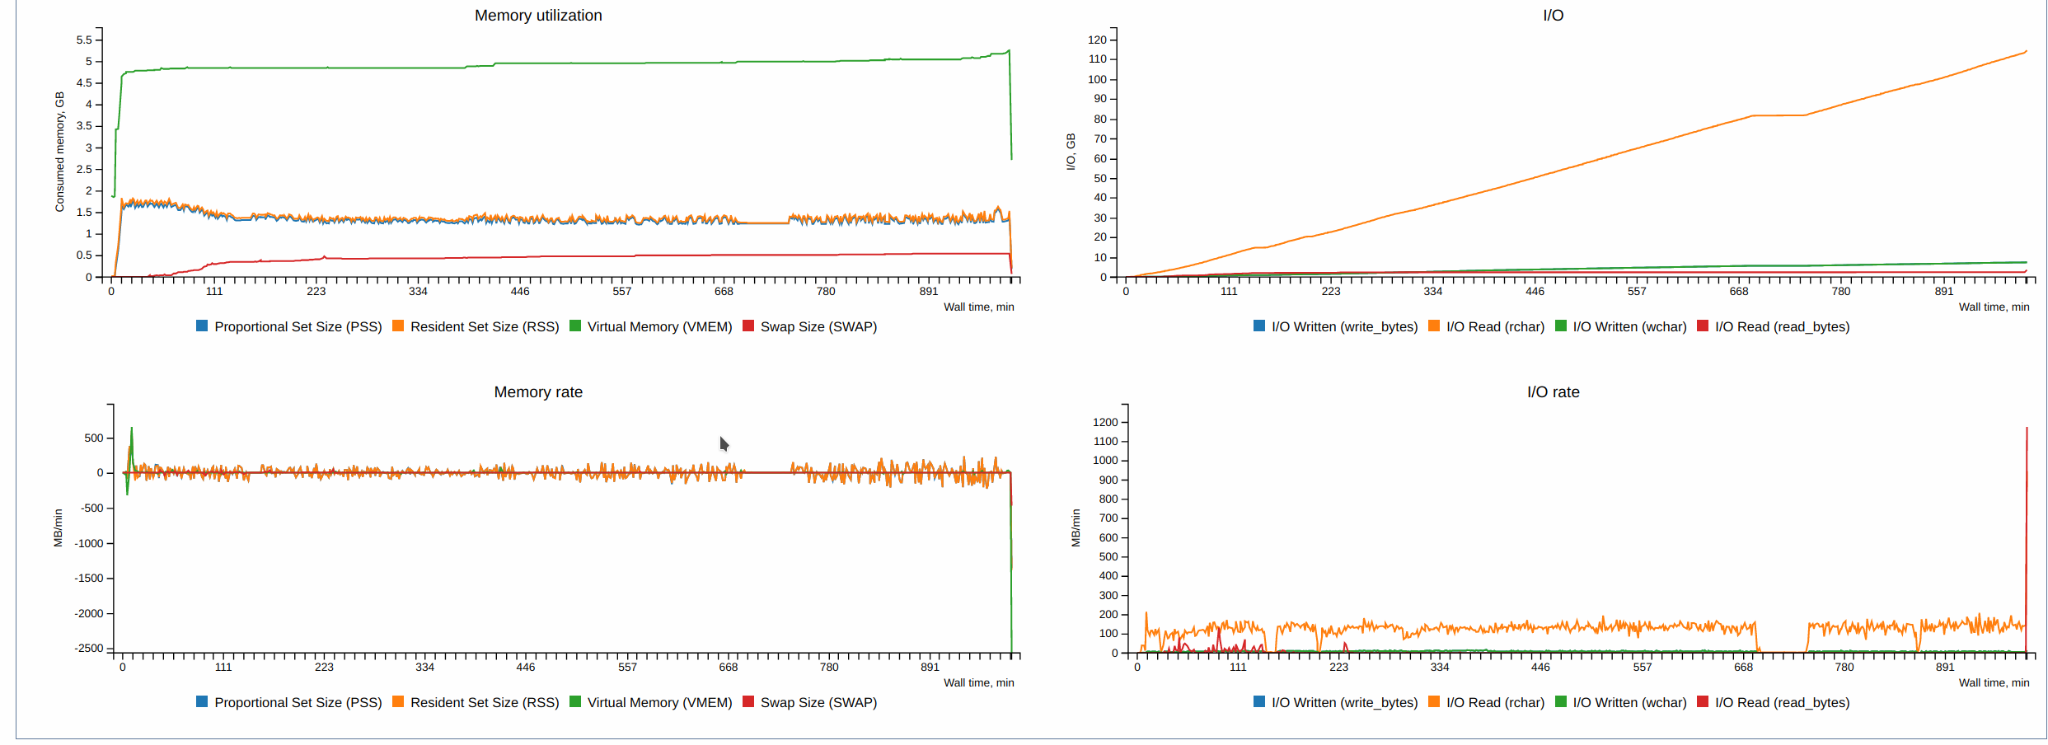 Memory utilization
5.5
5
4.5
4
3.5
3
2.5
2
1.5
1
0.5
0
Consumed memory, GB
0 111 223 334 446 557 668 780 891
Wall time, min
Proportional Set Size (PSS) Resident Set Size (RSS) Virtual Memory (VMEM) Swap Size (SWAP)
I/O
120
110
100
90
80
70
60
50
40
30
20
10
0
I/O, GB
0 111 223 334 446 557 668 780 891
Wall time, min
I/O Written (write_bytes) I/O Read (rchar) I/O Written (wchar) I/O Read (read_bytes)
Memory rate
500
0
-500
-1000
-1500
-2000
-2500
MB/min
0 111 223 334 446 557 668 780 891
Wall time, min
Proportional Set Size (PSS) Resident Set Size (RSS) Virtual Memory (VMEM) Swap Size (SWAP)
I/O rate
1200
1100
1000
900
800
700
600
500
400
300
200
100
0
MB/min
0 111 223 334 446 557 668 780 891
Wall time, min
I/O Written (write_bytes) I/O Read (rchar) I/O Written (wchar) I/O Read (read_bytes)